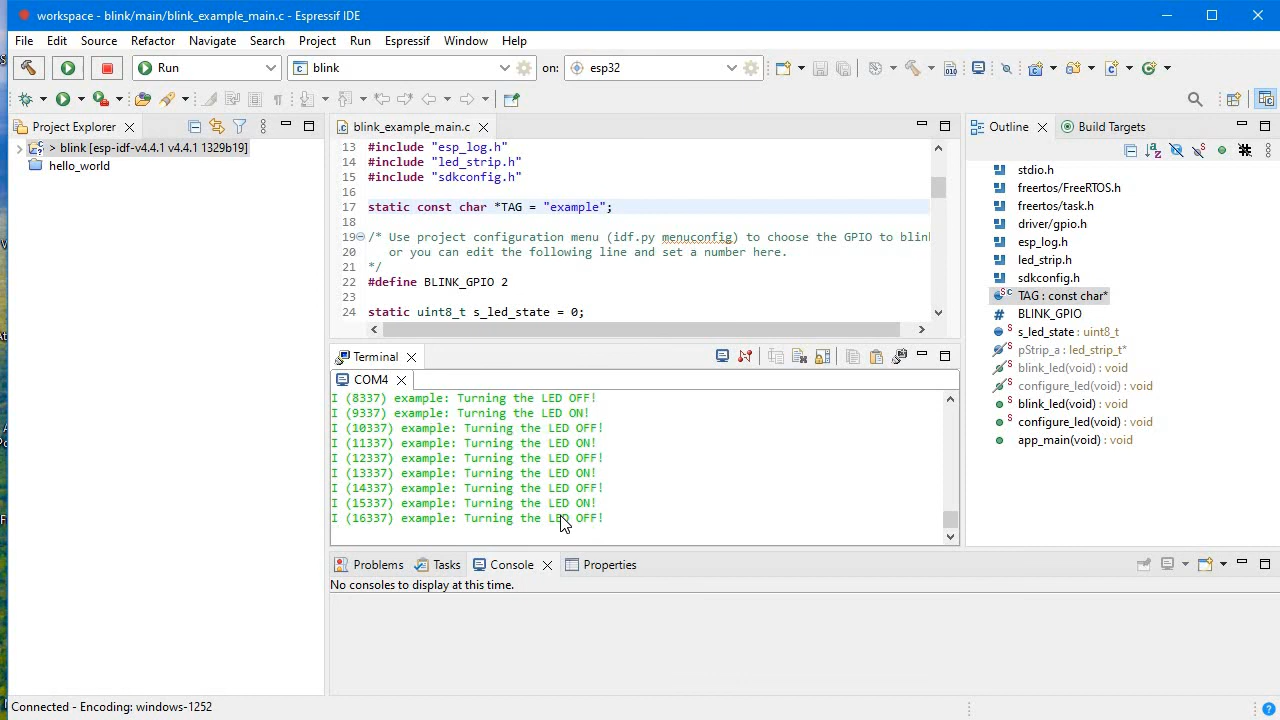 workspace - blink/main/blink_example_main.c - Espressif IDE
File Edit Source Refactor Navigate Search Project Run Espressif Window Help
Run blink on: esp32
Project Explorer
> blink [esp-idf-v4.4.1 v4.4.1 1329b19]
hello_world
blink_example_main.c
13 #include "esp_log.h"
14 #include "led_strip.h"
15 #include "sdkconfig.h"
16
17 static const char *TAG = "example";
18
19 /* Use project configuration menu (idf.py menuconfig) to choose the GPIO to blin
20 or you can edit the following line and set a number here.
21 */
22 #define BLINK_GPIO 2
23
24 static uint8_t s_led_state = 0;
Terminal
COM4
I (8337) example: Turning the LED OFF!
I (9337) example: Turning the LED ON!
I (10337) example: Turning the LED OFF!
I (11337) example: Turning the LED ON!
I (12337) example: Turning the LED OFF!
I (13337) example: Turning the LED ON!
I (14337) example: Turning the LED OFF!
I (15337) example: Turning the LED ON!
I (16337) example: Turning the LED OFF!
Problems Tasks Console Properties
No consoles to display at this time.
Outline Build Targets
stdio.h
freertos/FreeRTOS.h
freertos/task.h
driver/gpio.h
esp_log.h
led_strip.h
sdkconfig.h
TAG : const char*
# BLINK_GPIO
s_led_state : uint8_t
pStrip_a : led_strip_t*
blink_led(void) : void
configure_led(void) : void
blink_led(void) : void
configure_led(void) : void
app_main(void) : void
Connected - Encoding: windows-1252